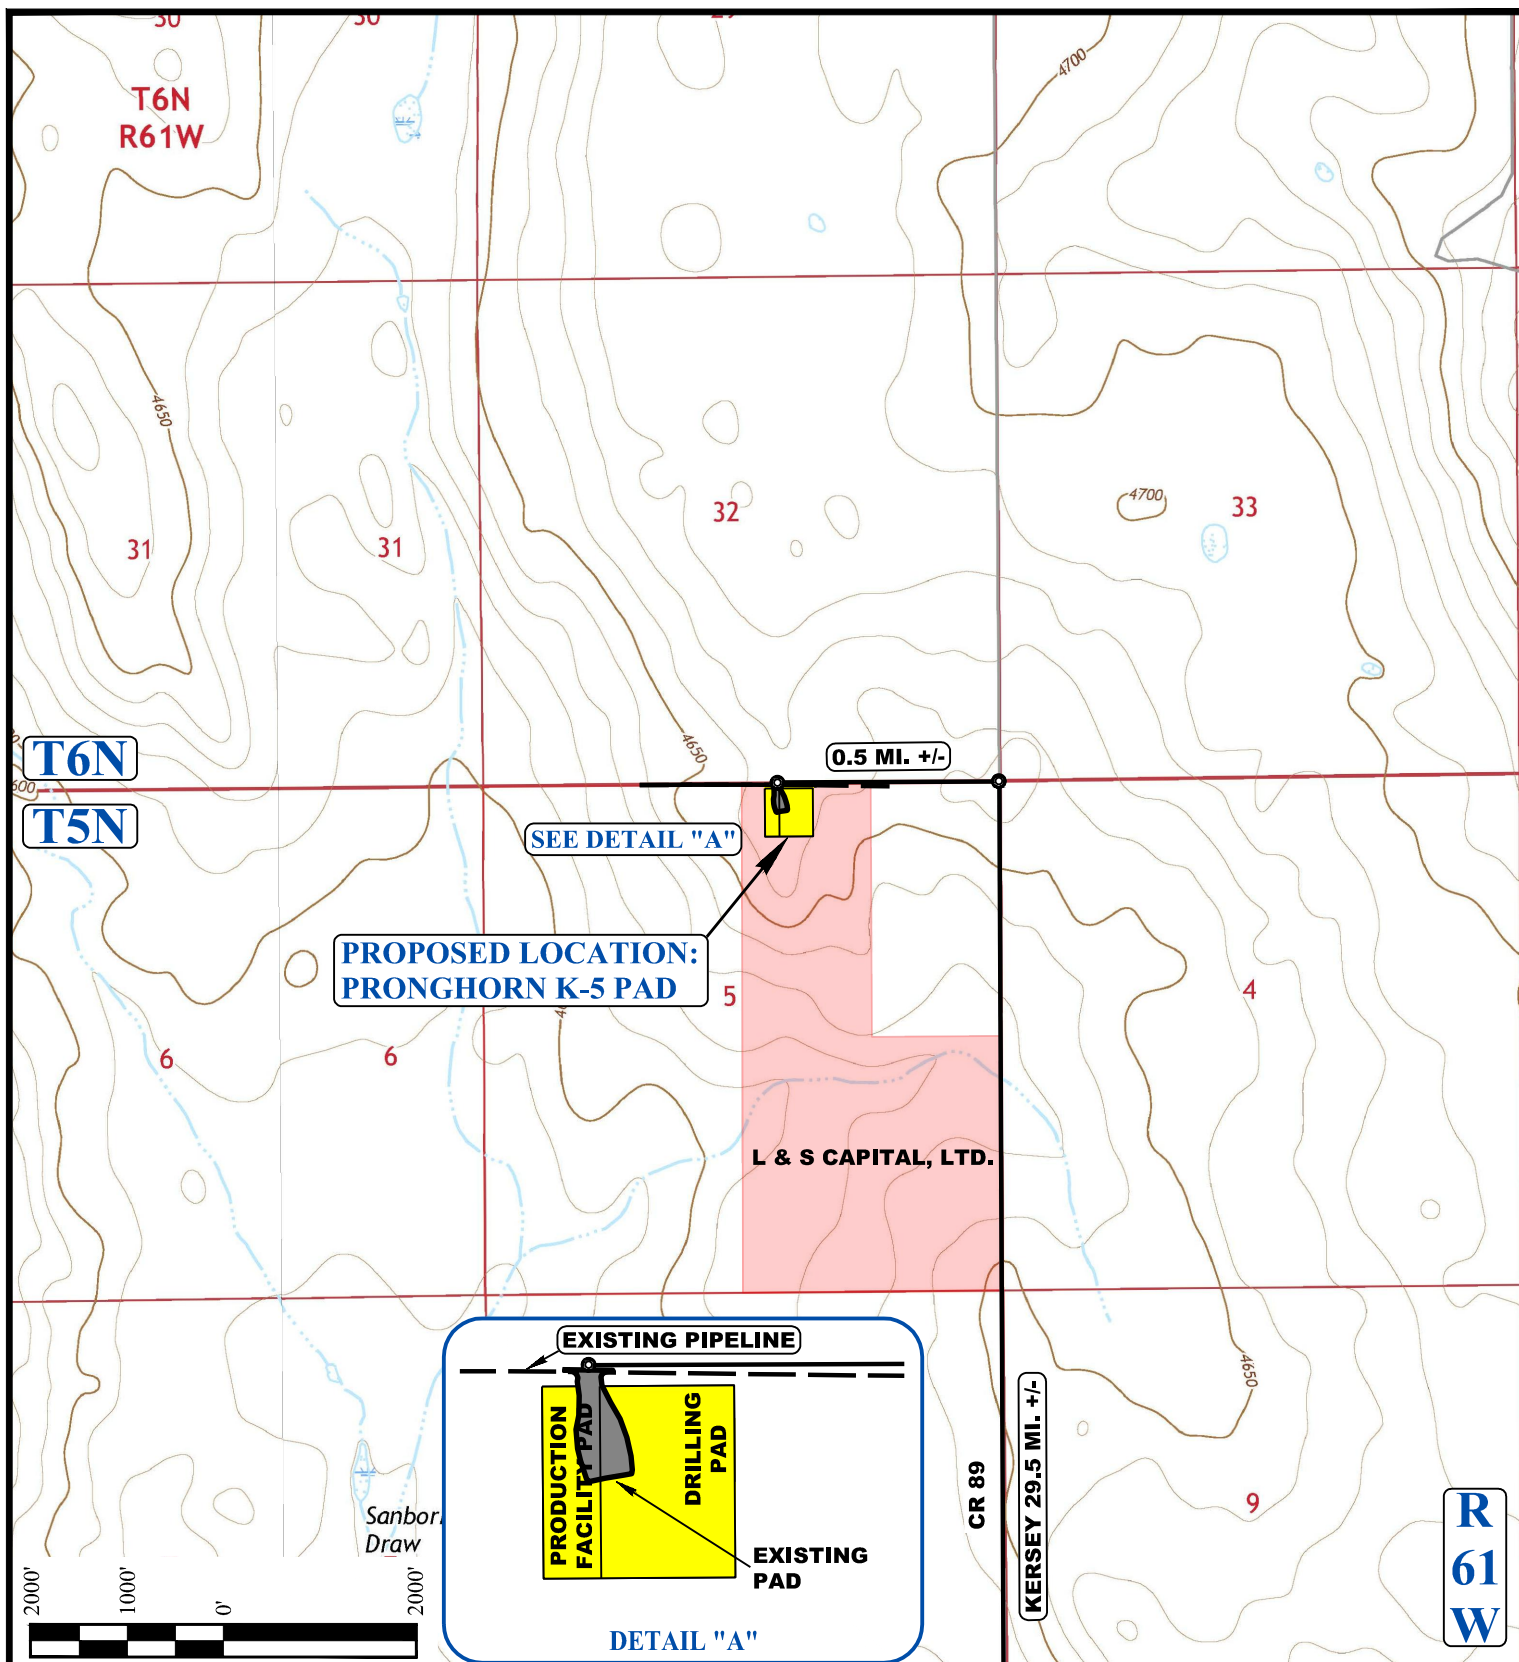 30
30
29
T6N
R61W
4700
4650
31
31
32
4700
33
T6N
T5N
4650
0.5 MI. +/-
SEE DETAIL "A"
PROPOSED LOCATION:
PRONGHORN K-5 PAD
5
4
6
6
L & S CAPITAL, LTD.
EXISTING PIPELINE
PRODUCTION
FACILITY PAD
DRILLING
PAD
EXISTING
PAD
DETAIL "A"
CR 89
KERSEY 29.5 MI. +/-
4650
9
Draw
R
61
W
2000'
1000'
0'
2000'